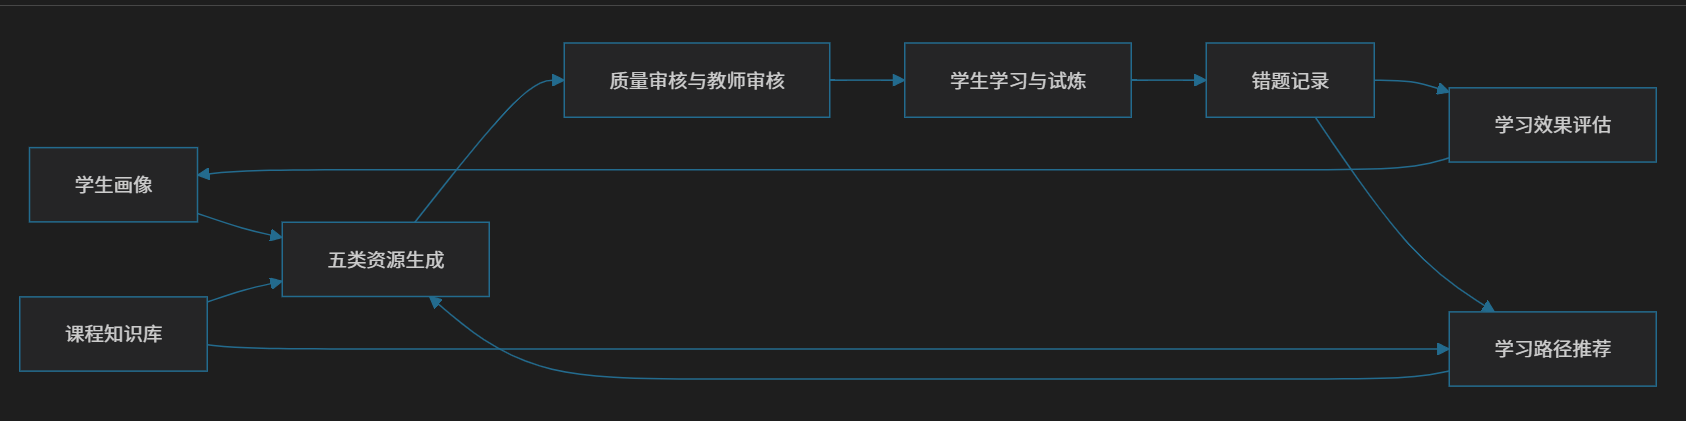 质量审核与教师审核
学生学习与试炼
错题记录
学习效果评估
学生画像
五类资源生成
课程知识库
学习路径推荐